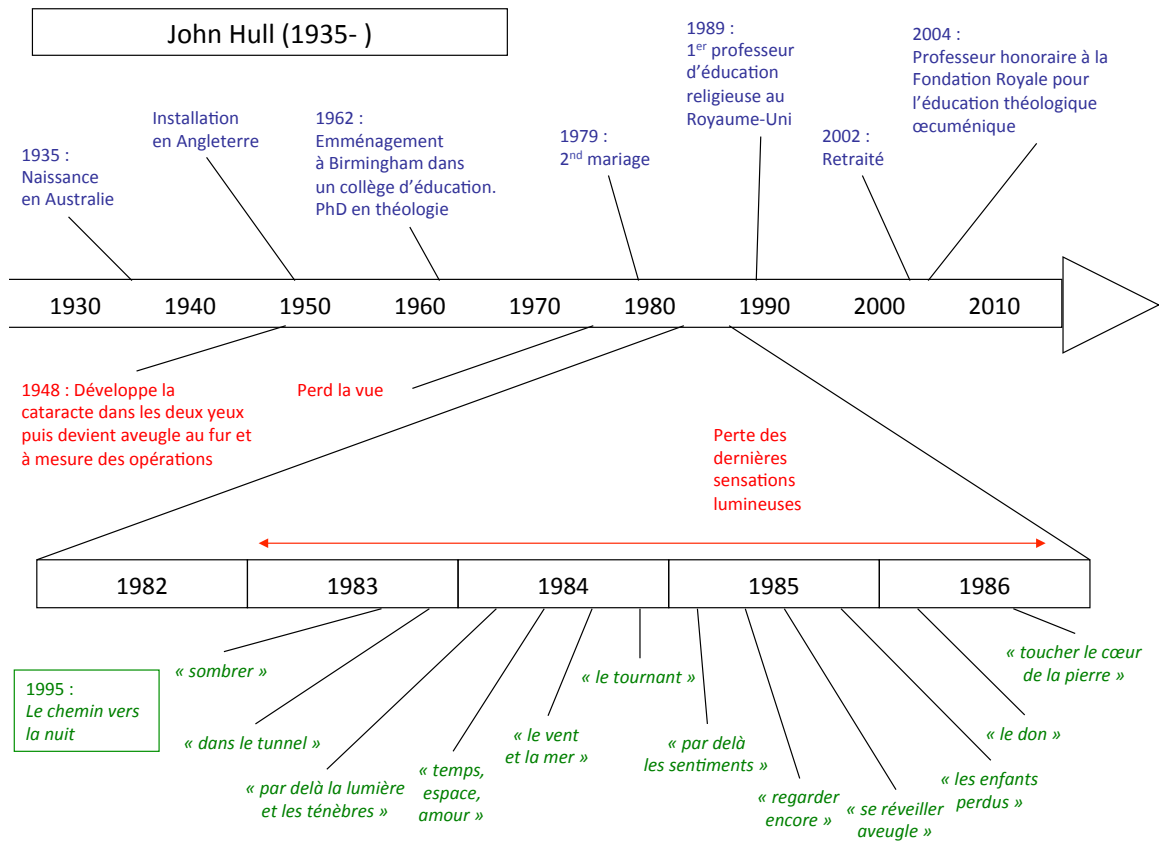 John Hull (1935- )
1935 :
Naissance
en Australie
Installation
en Angleterre
1962 :
Emménagement
à Birmingham dans
un collège d’éducation.
PhD en théologie
1979 :
2nd mariage
1989 :
1er professeur
d’éducation
religieuse au
Royaume-Uni
2002 :
Retraité
2004 :
Professeur honoraire à la
Fondation Royale pour
l’éducation théologique
œcuménique
1930 1940 1950 1960 1970 1980 1990 2000 2010
1948 : Développe la
cataracte dans les deux yeux
puis devient aveugle au fur et
à mesure des opérations
Perd la vue
Perte des
dernières
sensations
lumineuses
1982 1983 1984 1985 1986
1995 :
Le chemin vers
la nuit
« sombrer »
« dans le tunnel »
« par delà la lumière
et les ténèbres »
« temps,
espace,
amour »
« le vent
et la mer »
« le tournant »
« par delà
les sentiments »
« regarder
encore »
« se réveiller
aveugle »
« les enfants
perdus »
« le don »
« toucher le cœur
de la pierre »